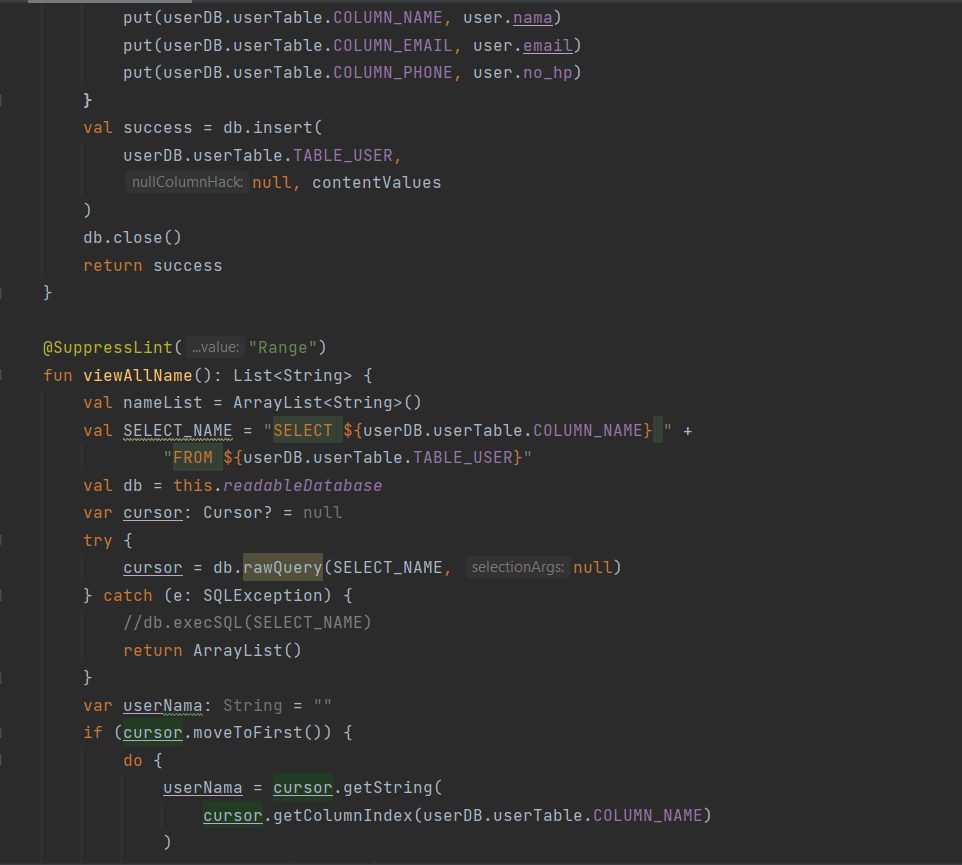 put(userDB.userTable.COLUMN_NAME, user.nama)
put(userDB.userTable.COLUMN_EMAIL, user.email)
put(userDB.userTable.COLUMN_PHONE, user.no_hp)
}
val success = db.insert(
userDB.userTable.TABLE_USER,
nullColumnHack: null, contentValues
)
db.close()
return success
}
@SuppressLint( ...value: "Range")
fun viewAllName(): List<String> {
val nameList = ArrayList<String>()
val SELECT_NAME = "SELECT ${userDB.userTable.COLUMN_NAME} " +
"FROM ${userDB.userTable.TABLE_USER}"
val db = this.readableDatabase
var cursor: Cursor? = null
try {
cursor = db.rawQuery(SELECT_NAME, selectionArgs: null)
} catch (e: SQLException) {
//db.execSQL(SELECT_NAME)
return ArrayList()
}
var userNama: String = ""
if (cursor.moveToFirst()) {
do {
userNama = cursor.getString(
cursor.getColumnIndex(userDB.userTable.COLUMN_NAME)
)